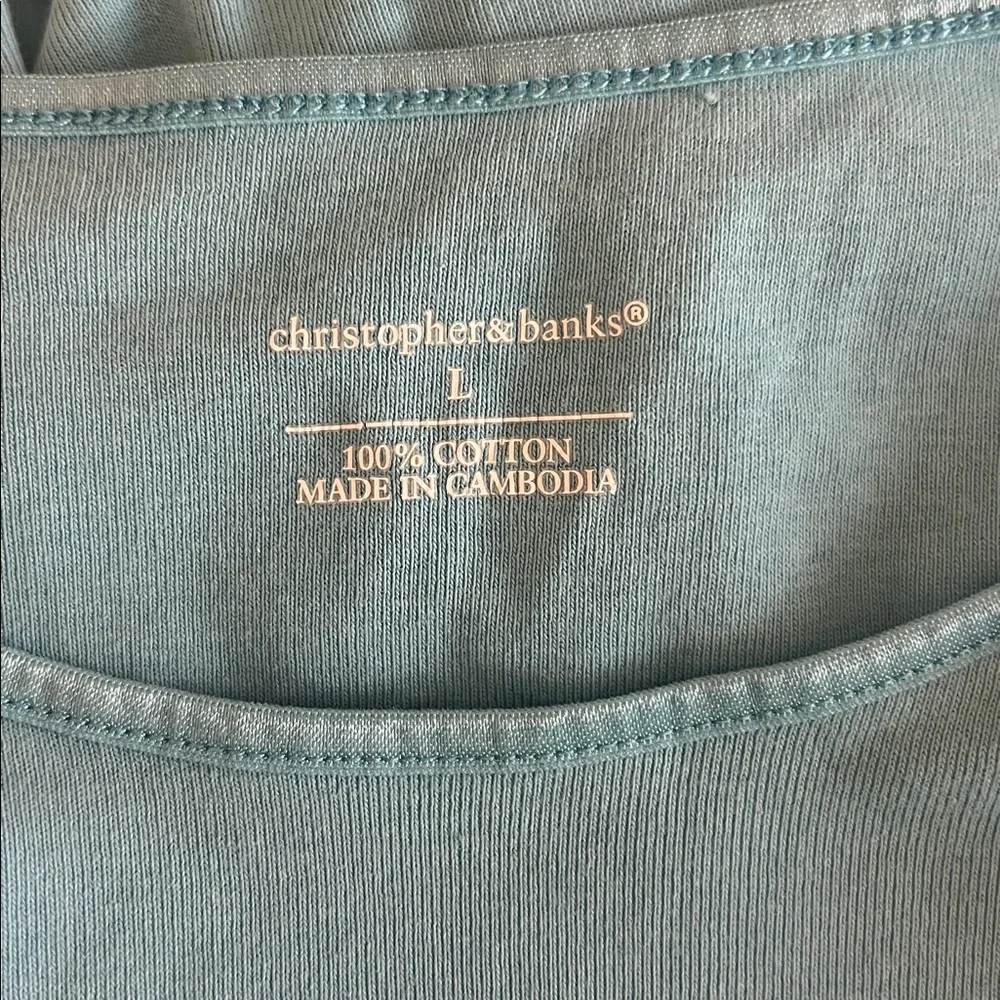 christopher&banks®
L
100% COTTON
MADE IN CAMBODIA